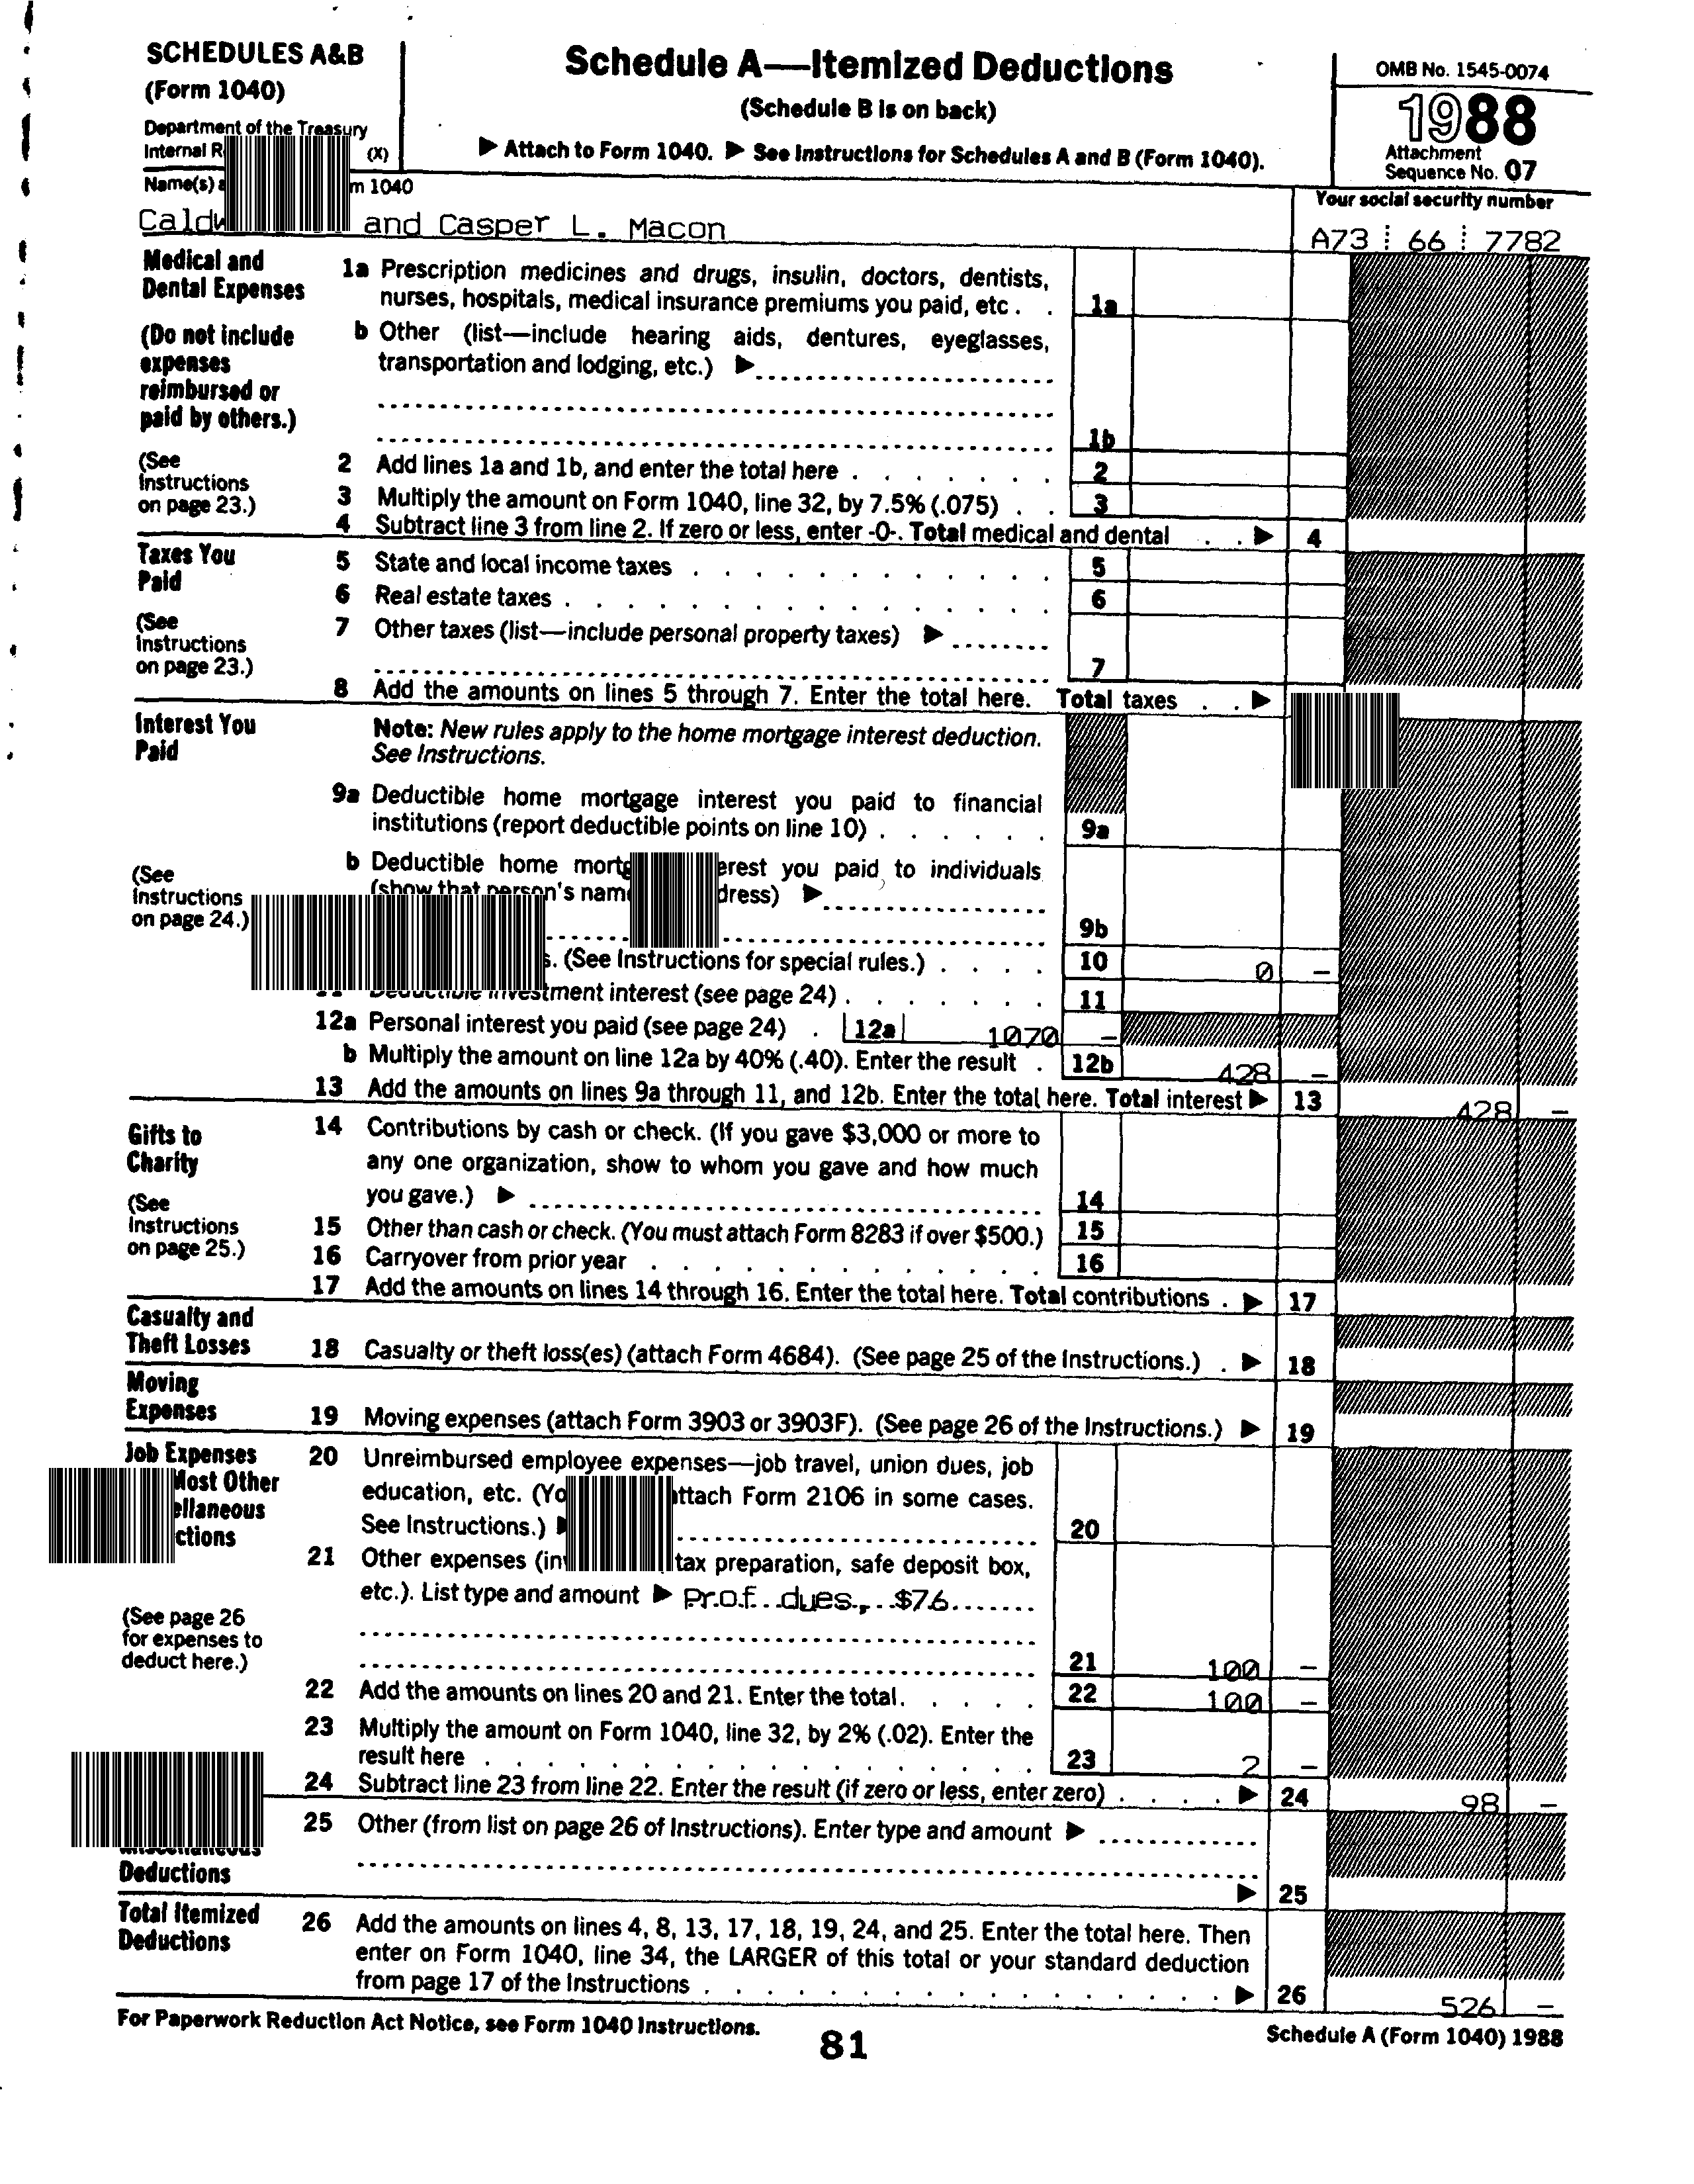 SCHEDULES A&B
(Form 1040)
Department of the Treasury
Internal (X)
Schedule A—Itemized Deductions
(Schedule B is on back)
▶ Attach to Form 1040. ▶ See Instructions for Schedules A and B (Form 1040).
OMB No. 1545-0074
1988
Attachment
Sequence No. 07
Name(s) 1040
Your social security number
and Casper L. Macon
A73 66 7782
Medical and
Dental Expenses
(Do not include
expenses
reimbursed or
paid by others.)
(See
Instructions
on page 23.)
1a Prescription medicines and drugs, insulin, doctors, dentists,
nurses, hospitals, medical insurance premiums you paid, etc . . 1a
b Other (list—include hearing aids, dentures, eyeglasses,
transportation and lodging, etc.) ▶
1b
2 Add lines 1a and 1b, and enter the total here . . . . . . . 2
3 Multiply the amount on Form 1040, line 32, by 7.5% (.075) . . 3
4 Subtract line 3 from line 2. If zero or less, enter -0-. Total medical and dental . . ▶ 4
Taxes You
Paid
(See
Instructions
on page 23.)
5 State and local income taxes . . . . . . . . . . . . 5
6 Real estate taxes . . . . . . . . . . . . . . . . 6
7 Other taxes (list—include personal property taxes) ▶
7
8 Add the amounts on lines 5 through 7. Enter the total here. Total taxes . . ▶
Interest You
Paid
(See
Instructions
on page 24.)
Note: New rules apply to the home mortgage interest deduction.
See Instructions.
9a Deductible home mortgage interest you paid to financial
institutions (report deductible points on line 10) . . . . . . 9a
b Deductible home you paid to individuals
(show that person's ▶
9b
(See Instructions for special rules.) . . . . 10 0 –
Deductible investment interest (see page 24) . . . . . . . 11
12a Personal interest you paid (see page 24) . 12a 1070 –
b Multiply the amount on line 12a by 40% (.40). Enter the result . 12b 428 –
13 Add the amounts on lines 9a through 11, and 12b. Enter the total here. Total interest ▶ 13 428 –
Gifts to
Charity
(See
Instructions
on page 25.)
14 Contributions by cash or check. (If you gave $3,000 or more to
any one organization, show to whom you gave and how much
you gave.) ▶ 14
15 Other than cash or check. (You must attach Form 8283 if over $500.) 15
16 Carryover from prior year . . . . . . . . . . . . . 16
17 Add the amounts on lines 14 through 16. Enter the total here. Total contributions . ▶ 17
Casualty and
Theft Losses
18 Casualty or theft loss(es) (attach Form 4684). (See page 25 of the Instructions.) . ▶ 18
Moving
Expenses
19 Moving expenses (attach Form 3903 or 3903F). (See page 26 of the Instructions.) ▶ 19
Job Expenses
Most Other
(See page 26
for expenses to
deduct here.)
20 Unreimbursed employee expenses—job travel, union dues, job
education, etc. attach Form 2106 in some cases.
See Instructions.) 20
21 Other expenses tax preparation, safe deposit box,
etc.). List type and amount ▶ Prof. dues, $76
21 100 –
22 Add the amounts on lines 20 and 21. Enter the total. . . . . 22 100 –
23 Multiply the amount on Form 1040, line 32, by 2% (.02). Enter the
result here . . . . . . . . . . . . . . . . . . 23 2 –
24 Subtract line 23 from line 22. Enter the result (if zero or less, enter zero) . . . . ▶ 24 98 –
25 Other (from list on page 26 of Instructions). Enter type and amount ▶
Deductions
▶ 25
Total Itemized
Deductions
26 Add the amounts on lines 4, 8, 13, 17, 18, 19, 24, and 25. Enter the total here. Then
enter on Form 1040, line 34, the LARGER of this total or your standard deduction
from page 17 of the Instructions . . . . . . . . . . . . . . . . ▶ 26 526 –
For Paperwork Reduction Act Notice, see Form 1040 Instructions.
81
Schedule A (Form 1040) 1988